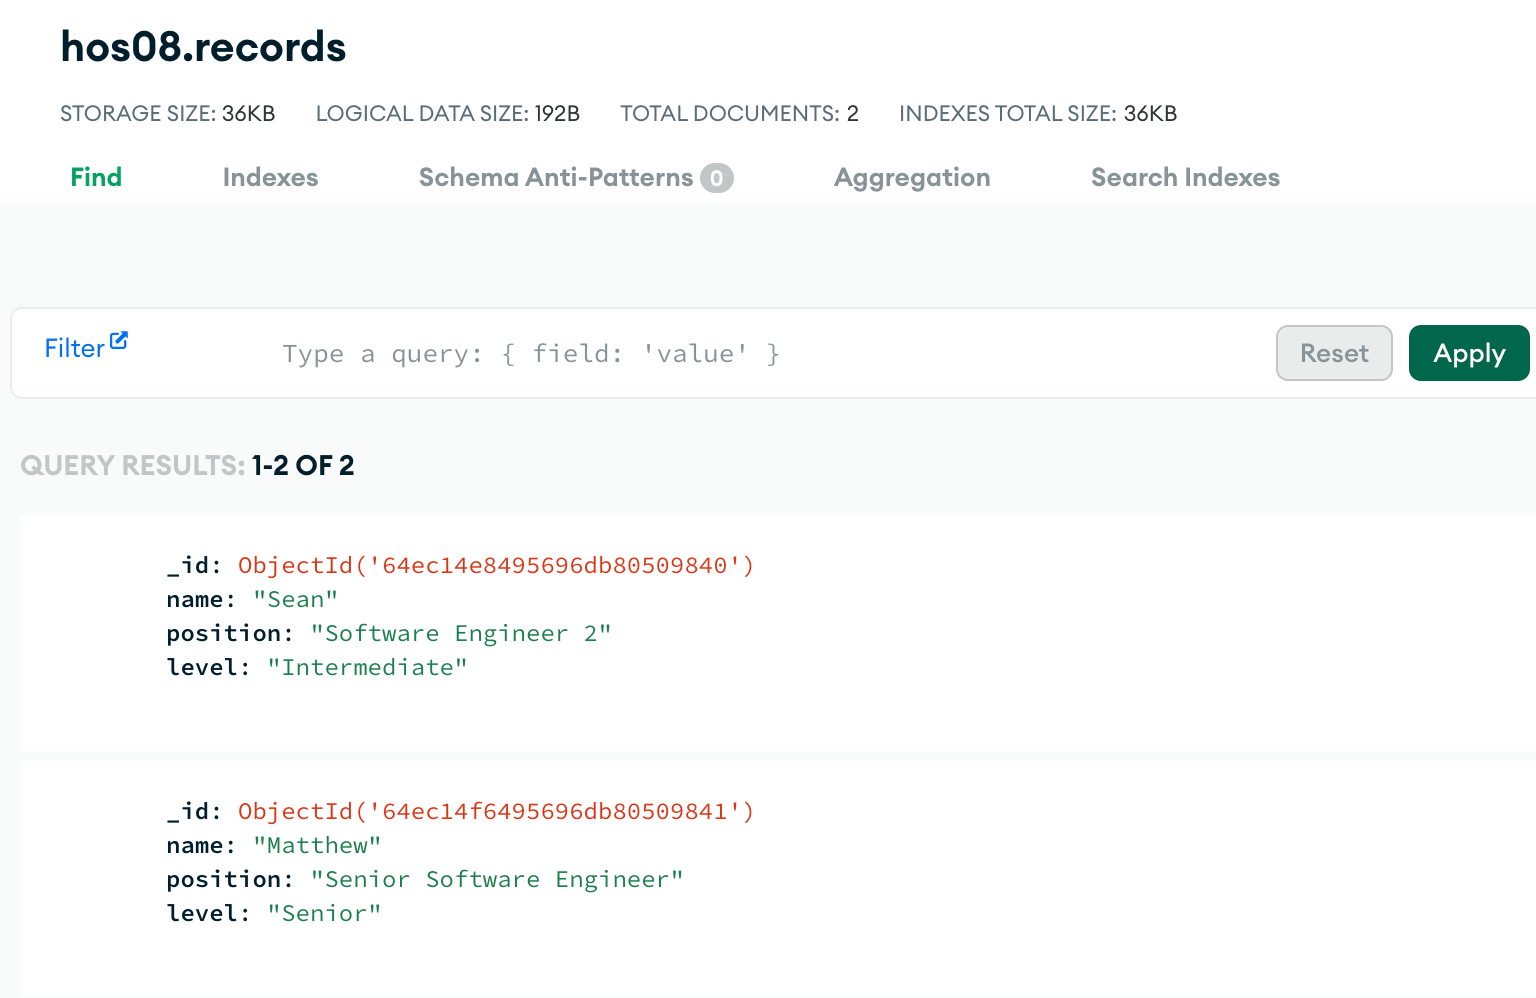 hos08.records
STORAGE SIZE: 36KB LOGICAL DATA SIZE: 192B TOTAL DOCUMENTS: 2 INDEXES TOTAL SIZE: 36KB
Find Indexes Schema Anti-Patterns 0 Aggregation Search Indexes
Filter Type a query: { field: 'value' } Reset Apply
QUERY RESULTS: 1-2 OF 2
_id: ObjectId('64ec14e8495696db80509840')
name: "Sean"
position: "Software Engineer 2"
level: "Intermediate"
_id: ObjectId('64ec14f6495696db80509841')
name: "Matthew"
position: "Senior Software Engineer"
level: "Senior"